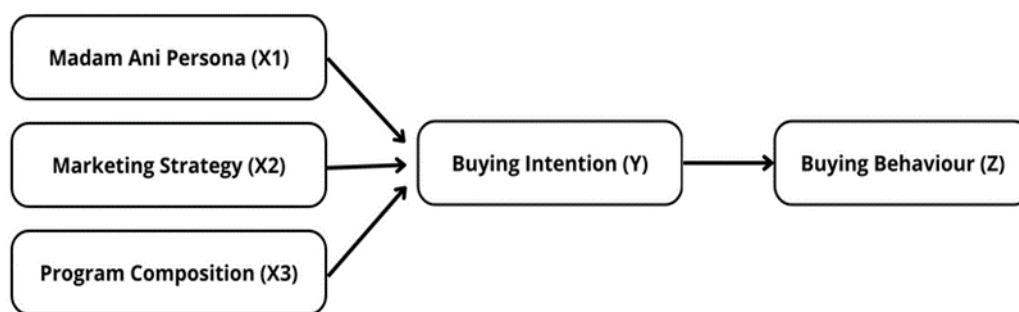 Madam Ani Persona (X1)
Marketing Strategy (X2)
Program Composition (X3)
Buying Intention (Y)
Buying Behaviour (Z)